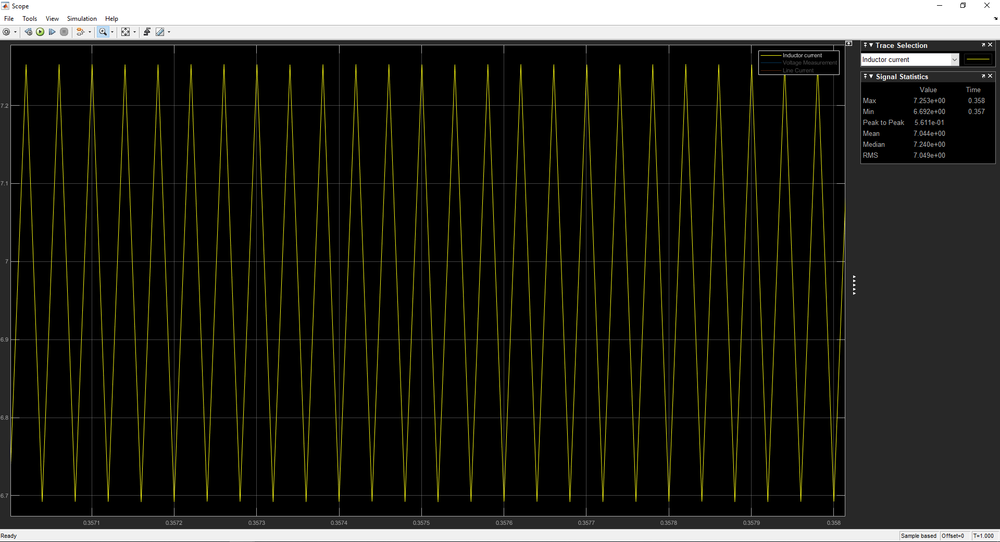 Scope
File Tools View Simulation Help
Inductor current
Voltage Measurement
Line Current
7.2
7.1
7
6.9
6.8
6.7
0.3571 0.3572 0.3573 0.3574 0.3575 0.3576 0.3577 0.3578 0.3579 0.358
Trace Selection
Inductor current
Signal Statistics
Value Time
Max 7.253e+00 0.358
Min 6.692e+00 0.357
Peak to Peak 5.611e-01
Mean 7.044e+00
Median 7.240e+00
RMS 7.049e+00
Ready Sample based Offset=0 T=1.000